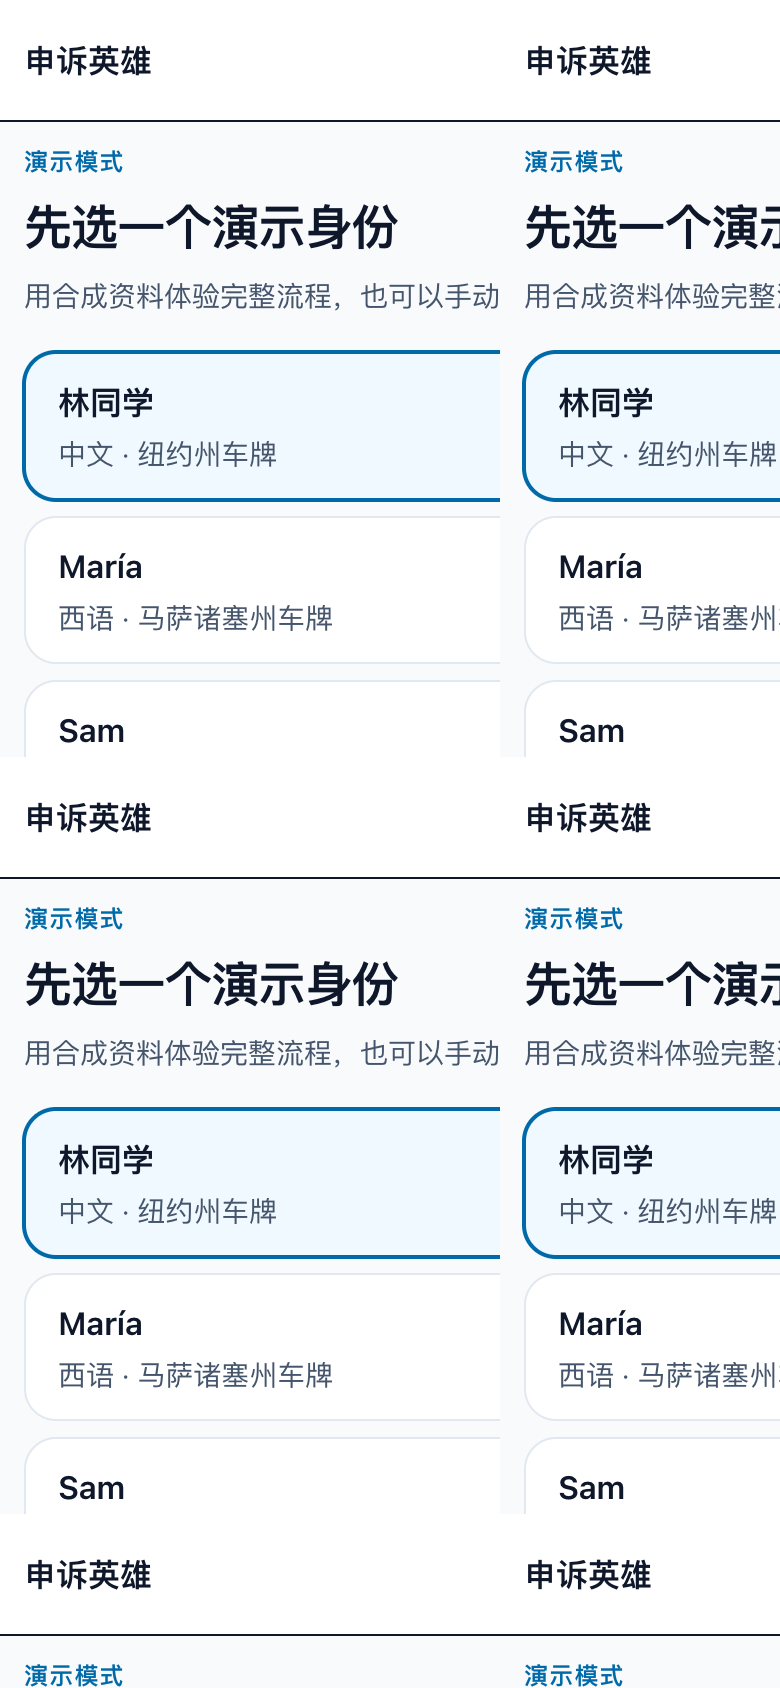 申诉英雄
演示模式
先选一个演示身份
用合成资料体验完整流程，也可以手动
林同学
中文 · 纽约州车牌
María
西语 · 马萨诸塞州车牌
Sam
申诉英雄
演示模式
先选一个演示
用合成资料体验完整
林同学
中文 · 纽约州车牌
María
西语 · 马萨诸塞州
Sam
申诉英雄
演示模式
先选一个演示身份
用合成资料体验完整流程，也可以手动
林同学
中文 · 纽约州车牌
María
西语 · 马萨诸塞州车牌
Sam
申诉英雄
演示模式
先选一个演示
用合成资料体验完整
林同学
中文 · 纽约州车牌
María
西语 · 马萨诸塞州
Sam
申诉英雄
演示模式
申诉英雄
演示模式